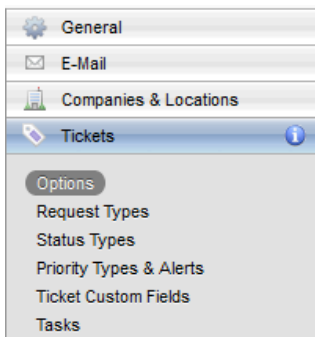 General
E-Mail
Companies & Locations
Tickets
Options
Request Types
Status Types
Priority Types & Alerts
Ticket Custom Fields
Tasks